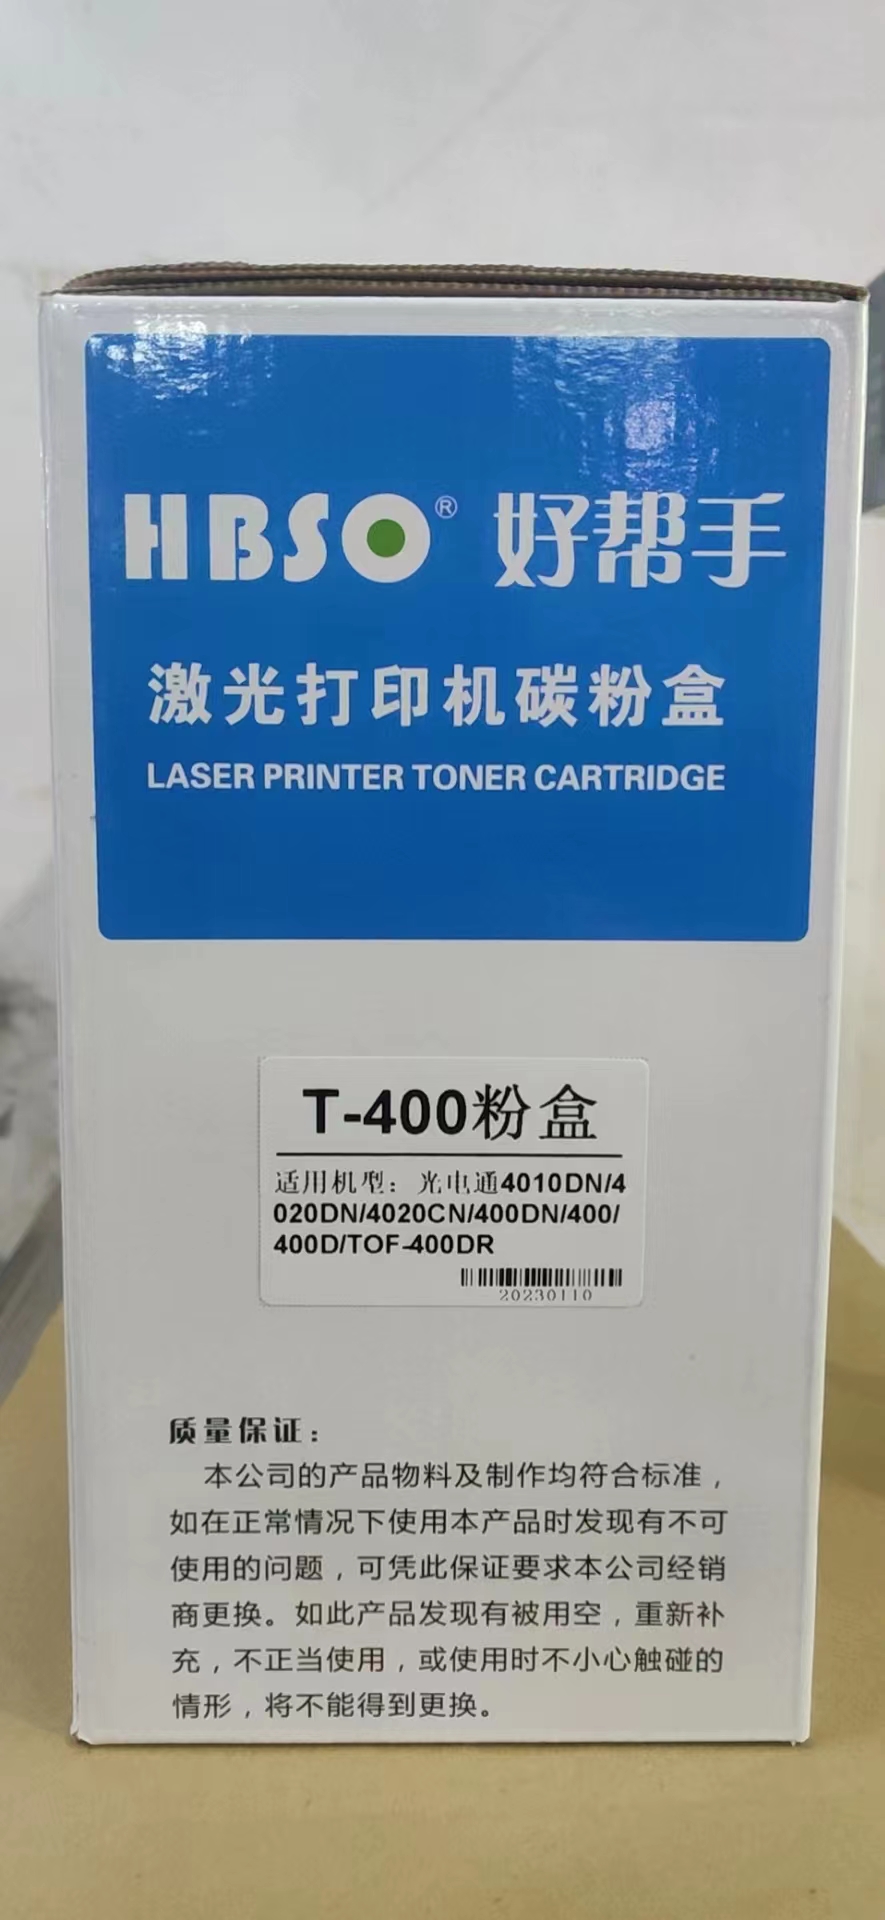 HBSO® 好帮手
激光打印机碳粉盒
LASER PRINTER TONER CARTRIDGE
T-400粉盒
适用机型：光电通4010DN/4
020DN/4020CN/400DN/400/
400D/TOF-400DR
20230110
质量保证：
本公司的产品物料及制作均符合标准，
如在正常情况下使用本产品时发现有不可
使用的问题，可凭此保证要求本公司经销
商更换。如此产品发现有被用空，重新补
充，不正当使用，或使用时不小心触碰的
情形，将不能得到更换。